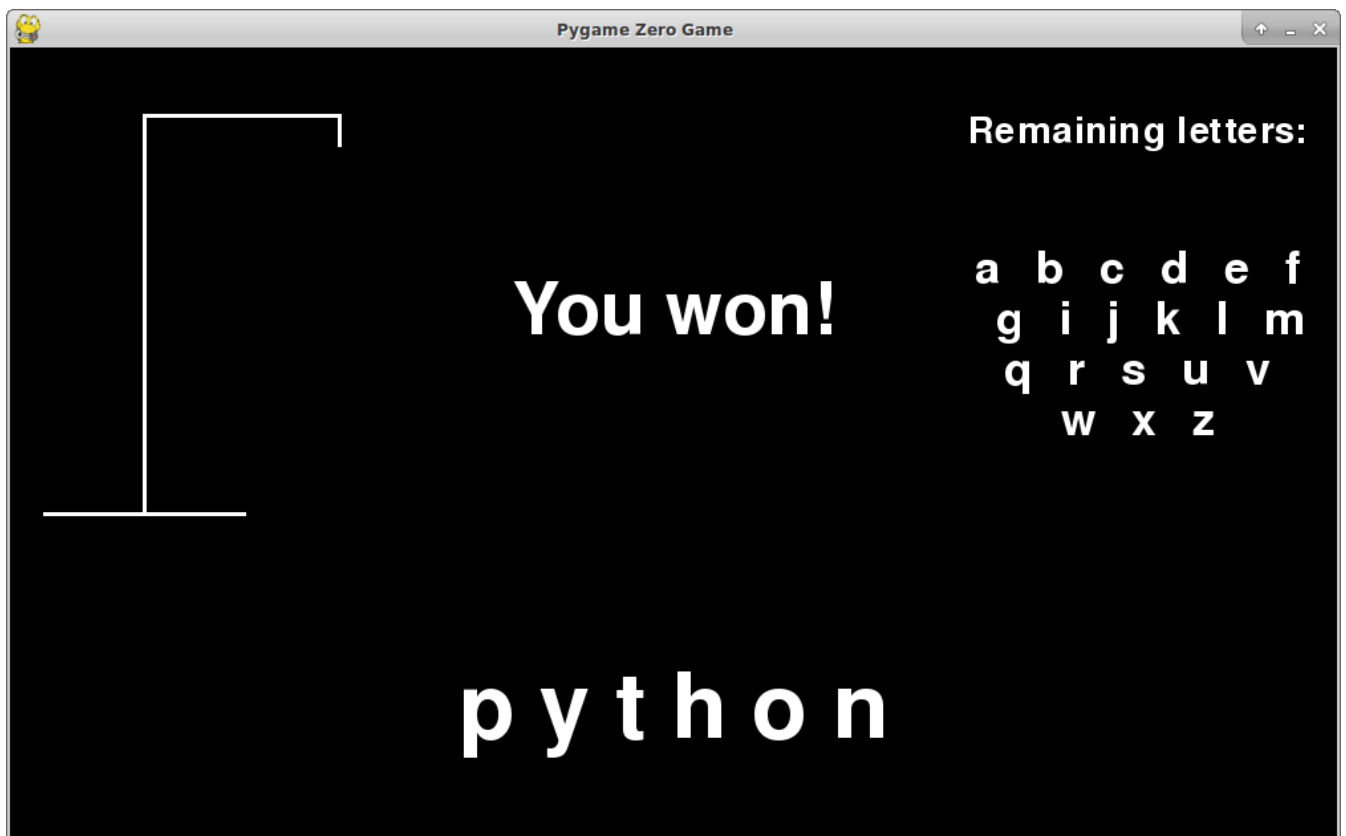 Pygame Zero Game
Remaining letters:
a b c d e f
g i j k l m
q r s u v
w x z
You won!
p y t h o n